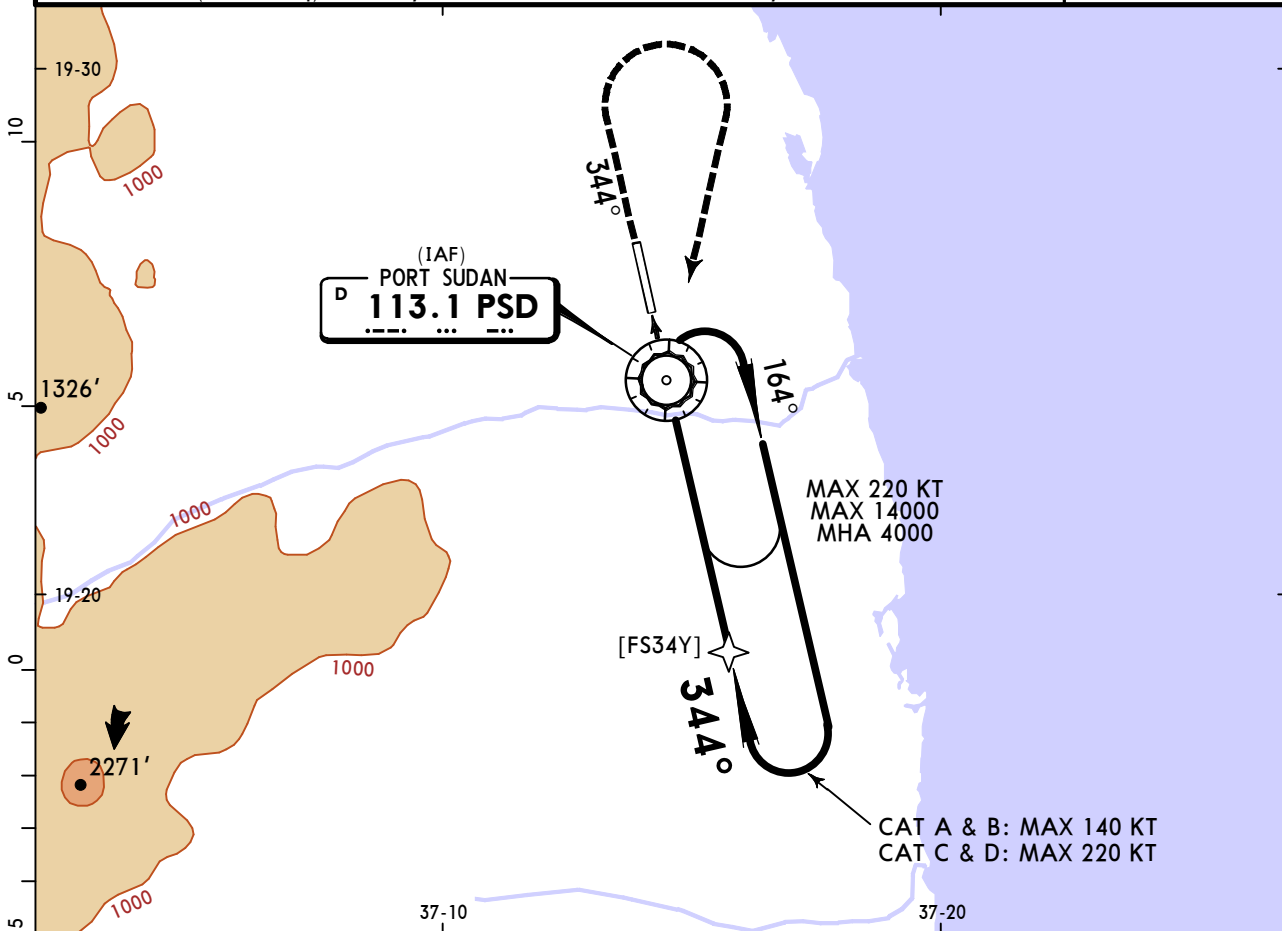 19-30
10
1000
344°
(IAF)
PORT SUDAN
D 113.1 PSD
1326'
5
1000
164°
MAX 220 KT
MAX 14000
MHA 4000
1000
19-20
[FS34Y]
0
1000
344°
2271'
CAT A & B: MAX 140 KT
CAT C & D: MAX 220 KT
1000
37-10
37-20
5